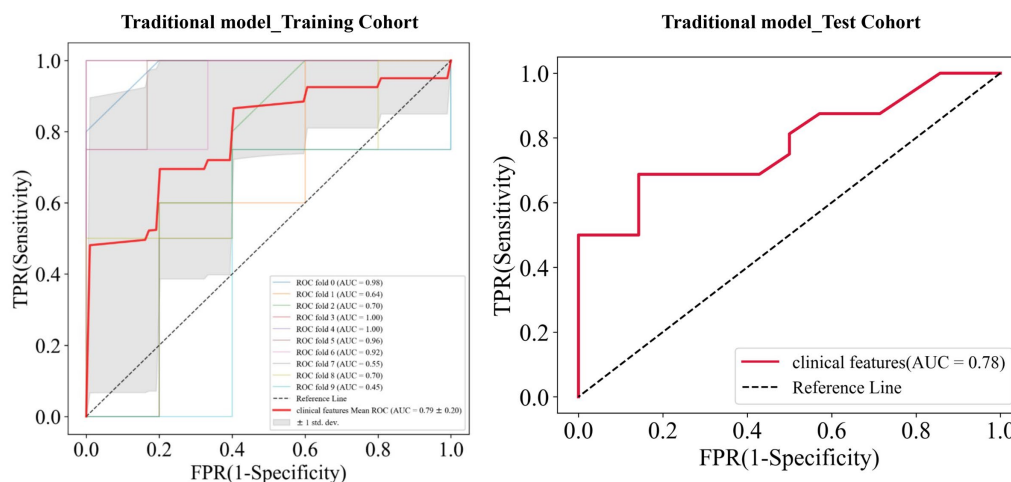 Traditional model_Training Cohort
1.0
0.8
0.6
0.4
0.2
0.0
TPR(Sensitivity)
0.0 0.2 0.4 0.6 0.8 1.0
FPR(1-Specificity)
ROC fold 0 (AUC = 0.98)
ROC fold 1 (AUC = 0.64)
ROC fold 2 (AUC = 0.70)
ROC fold 3 (AUC = 1.00)
ROC fold 4 (AUC = 1.00)
ROC fold 5 (AUC = 0.96)
ROC fold 6 (AUC = 0.92)
ROC fold 7 (AUC = 0.55)
ROC fold 8 (AUC = 0.70)
ROC fold 9 (AUC = 0.45)
Reference Line
clinical features Mean ROC (AUC = 0.79 ± 0.20)
± 1 std. dev.
Traditional model_Test Cohort
1.0
0.8
0.6
0.4
0.2
0.0
TPR(Sensitivity)
0.0 0.2 0.4 0.6 0.8 1.0
FPR(1-Specificity)
clinical features(AUC = 0.78)
Reference Line